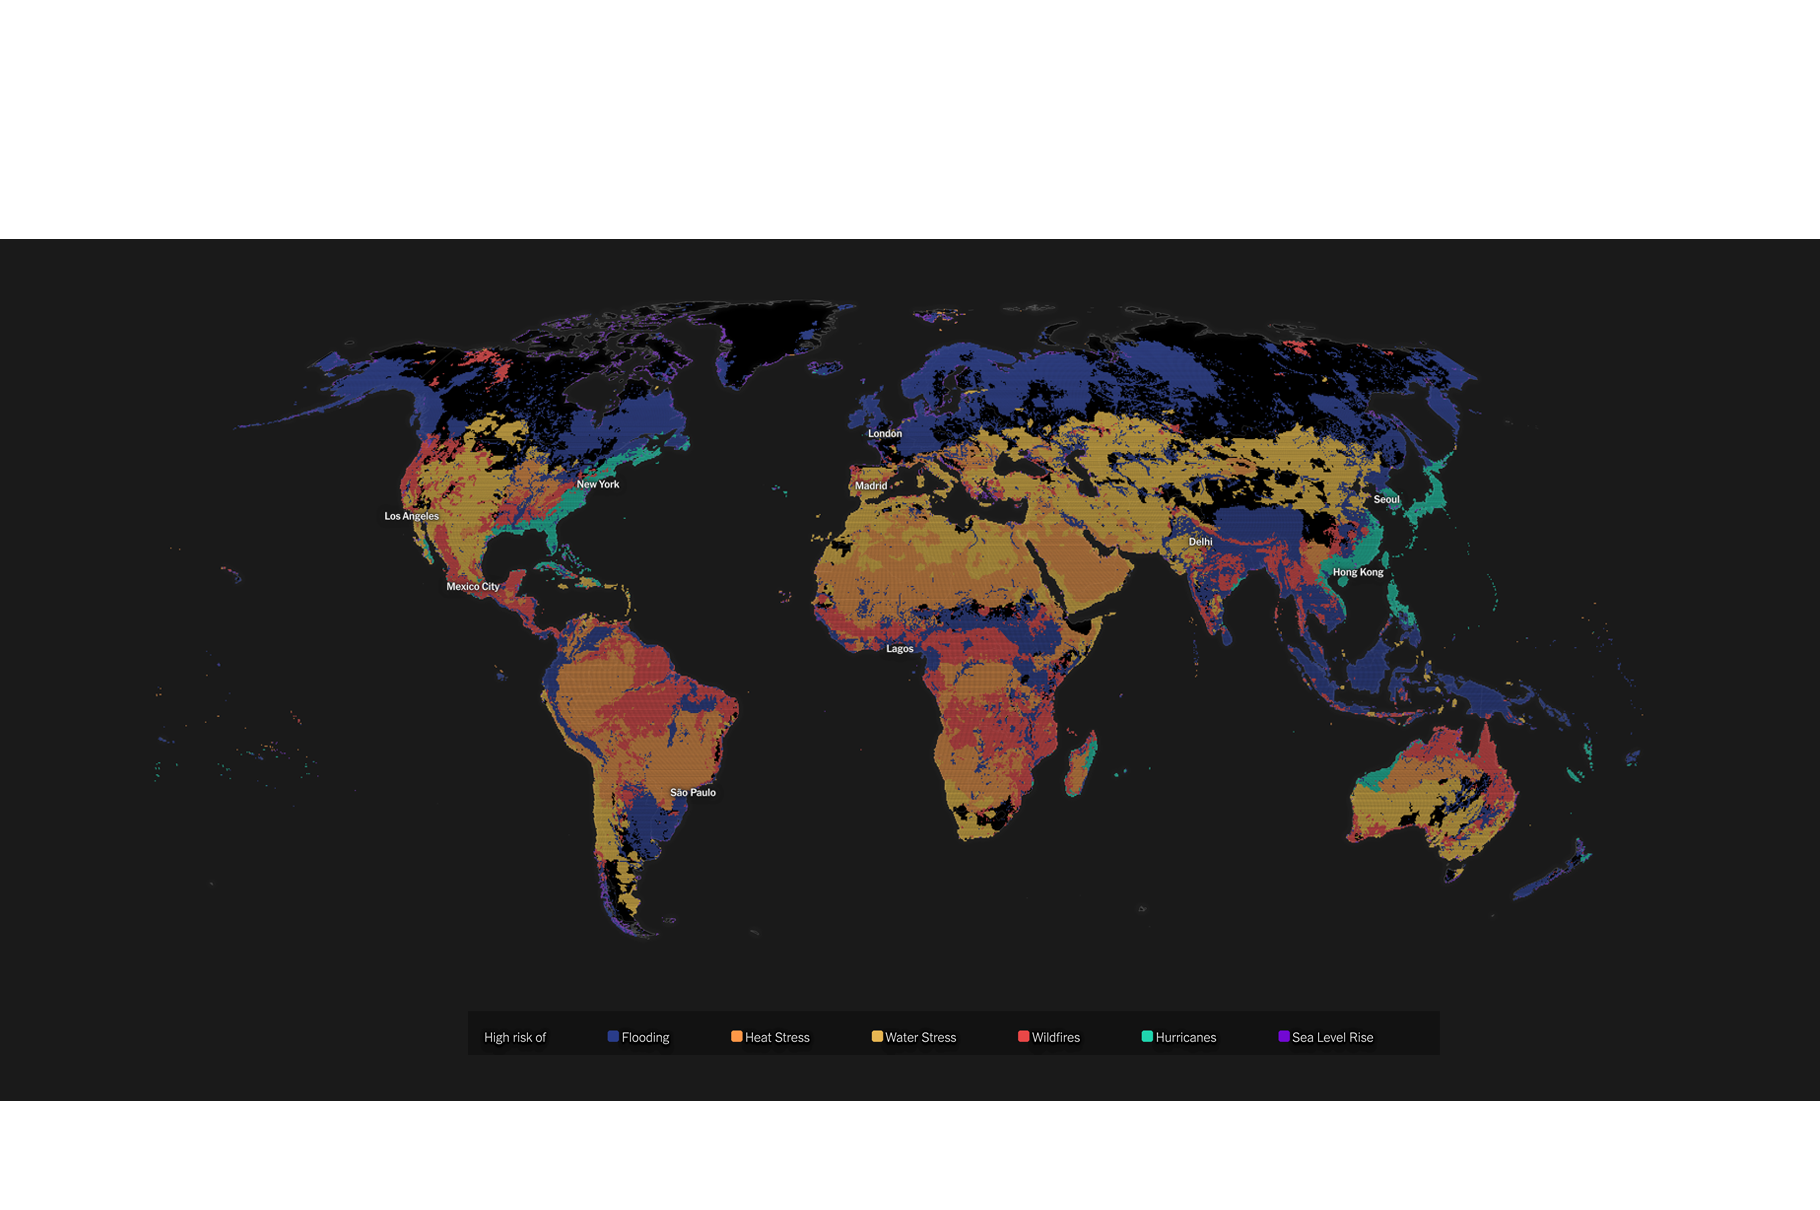 London
New York
Madrid
Los Angeles
Seoul
Delhi
Hong Kong
Mexico City
Lagos
São Paulo
High risk of Flooding Heat Stress Water Stress Wildfires Hurricanes Sea Level Rise